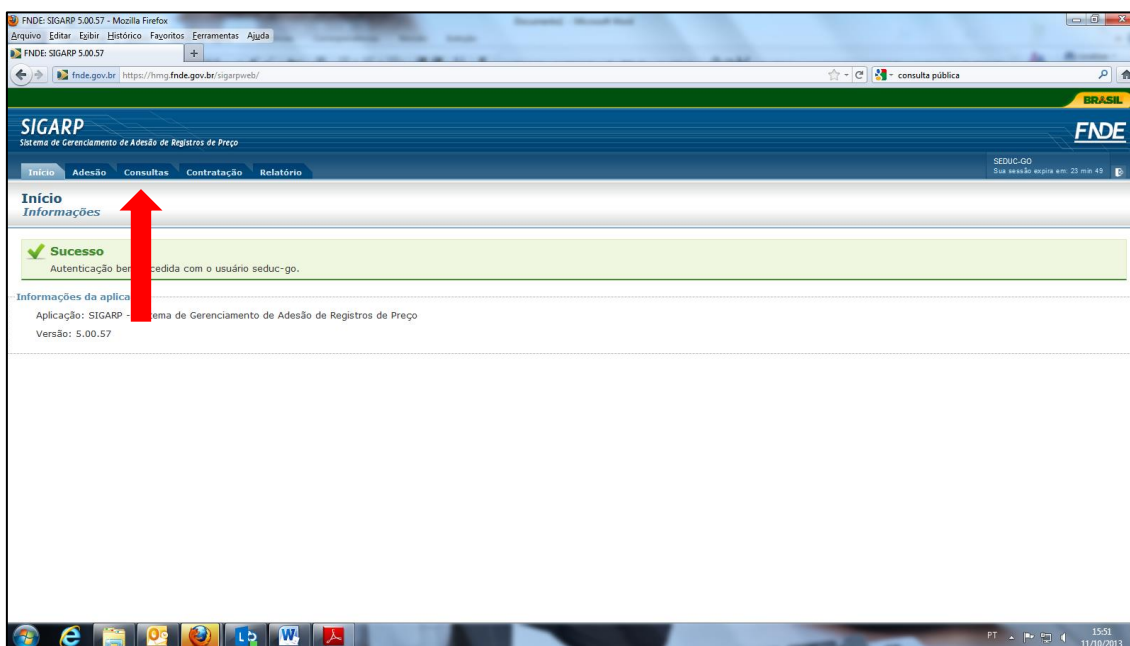 FNDE: SIGARP 5.00.57 - Mozilla Firefox
Arquivo Editar Exibir Histórico Favoritos Ferramentas Ajuda
FNDE: SIGARP 5.00.57 +
fnde.gov.br https://hmg.fnde.gov.br/sigarpweb/ consulta pública
BRASIL
SIGARP FNDE
Sistema de Gerenciamento de Adesão de Registros de Preço
SEDUC-GO
Início Adesão Consultas Contratação Relatório Sua sessão expira em: 23 min 49
Início
Informações
Sucesso
Autenticação cedida com o usuário seduc-go.
Informações da
Aplicação: SIGARP - de Gerenciamento de Adesão de Registros de Preço
Versão: 5.00.57
PT 15:51
11/10/2013